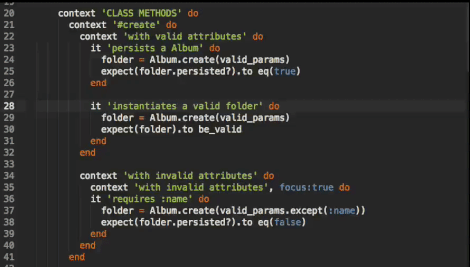 20 context 'CLASS METHODS' do
21 context '#create' do
22 context 'with valid attributes' do
23 it 'persists a Album' do
24 folder = Album.create(valid_params)
25 expect(folder.persisted?).to eq(true)
26 end
27
28 it 'instantiates a valid folder' do
29 folder = Album.create(valid_params)
30 expect(folder).to be_valid
31 end
32 end
33
34 context 'with invalid attributes' do
35 context 'with invalid attributes', focus:true do
36 it 'requires :name' do
37 folder = Album.create(valid_params.except(:name))
38 expect(folder.persisted?).to eq(false)
39 end
40 end
41 end